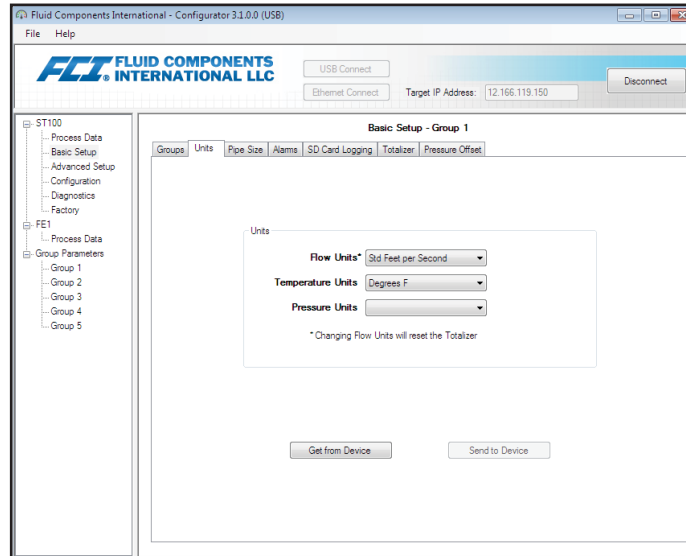 Fluid Components International - Configurator 3.1.0.0 (USB)
File Help
FCI FLUID COMPONENTS
® INTERNATIONAL LLC
USB Connect
Ethernet Connect
Target IP Address: 12.166.119.150
Disconnect
ST100
Process Data
Basic Setup
Advanced Setup
Configuration
Diagnostics
Factory
FE1
Process Data
Group Parameters
Group 1
Group 2
Group 3
Group 4
Group 5
Basic Setup - Group 1
Groups Units Pipe Size Alarms SD Card Logging Totalizer Pressure Offset
Units
Flow Units* Std Feet per Second
Temperature Units Degrees F
Pressure Units
* Changing Flow Units will reset the Totalizer
Get from Device Send to Device